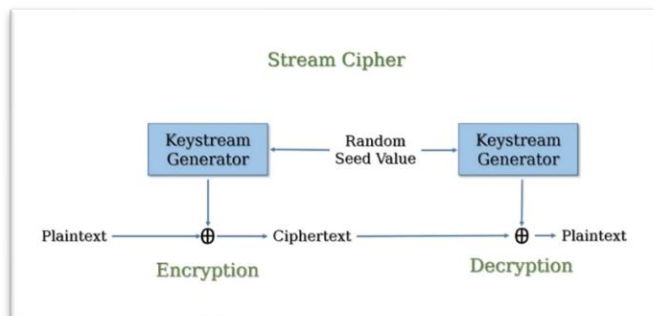 Stream Cipher
Keystream
Generator
Random
Seed Value
Keystream
Generator
Plaintext
Ciphertext
Plaintext
Encryption
Decryption